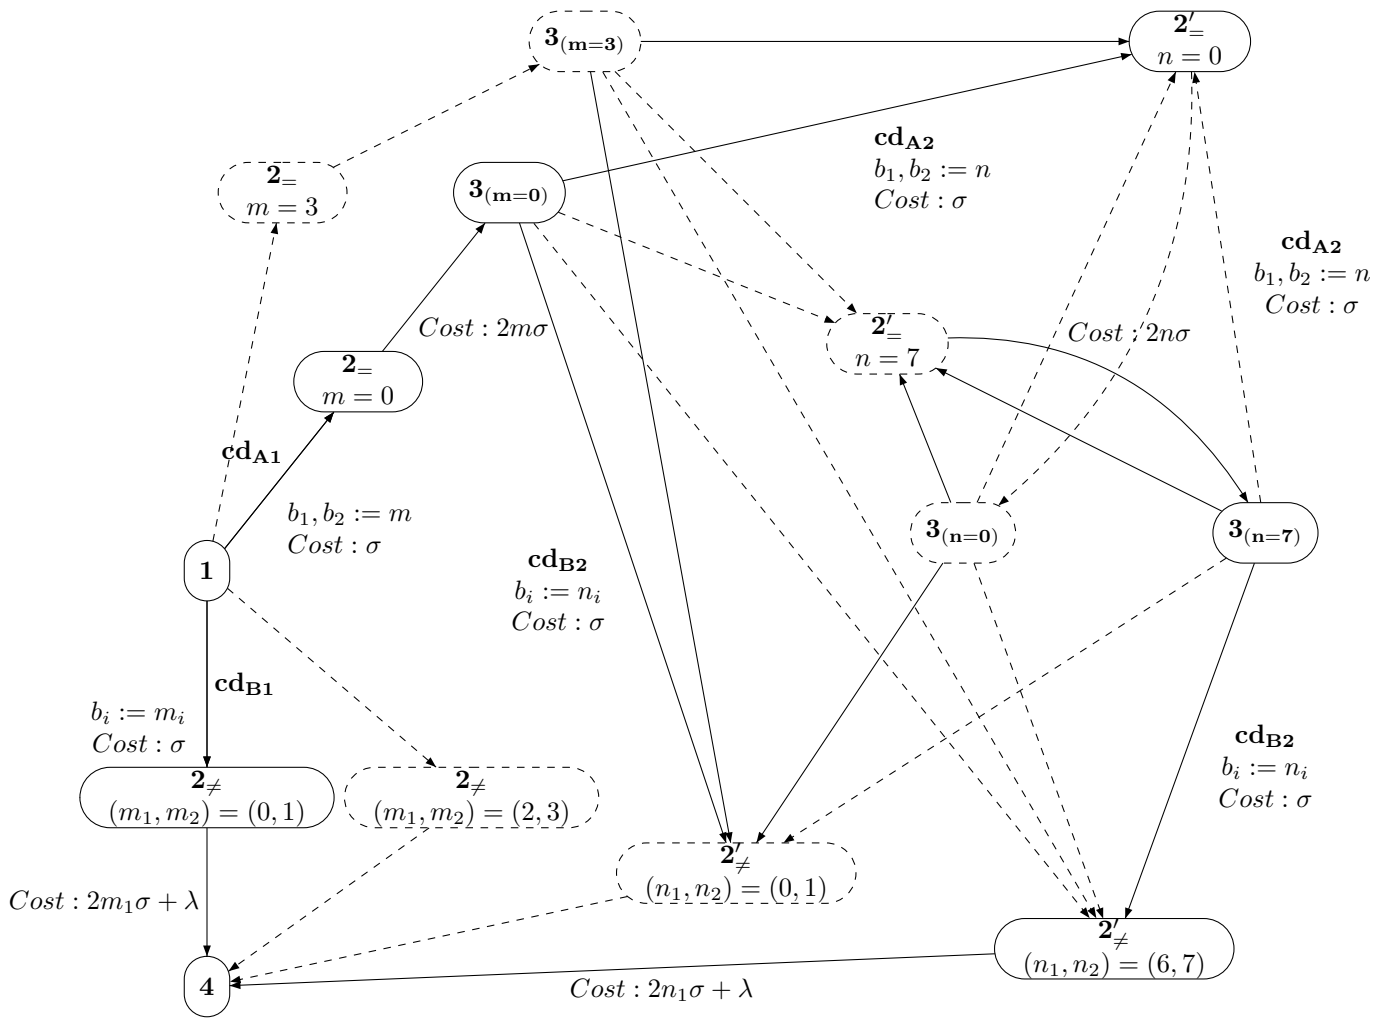 3(m=3)
2′=
n = 0
cdA2
b1, b2 := n
Cost : σ
2=
m = 3
3(m=0)
cdA2
b1, b2 := n
Cost : σ
Cost : 2mσ
2′=
n = 7
Cost : 2nσ
2=
m = 0
cdA1
b1, b2 := m
Cost : σ
3(n=0)
3(n=7)
1
cdB2
bi := ni
Cost : σ
cdB1
bi := mi
Cost : σ
cdB2
bi := ni
Cost : σ
2≠
(m1, m2) = (0, 1)
2≠
(m1, m2) = (2, 3)
2′≠
(n1, n2) = (0, 1)
Cost : 2m1σ + λ
2′≠
(n1, n2) = (6, 7)
4
Cost : 2n1σ + λ